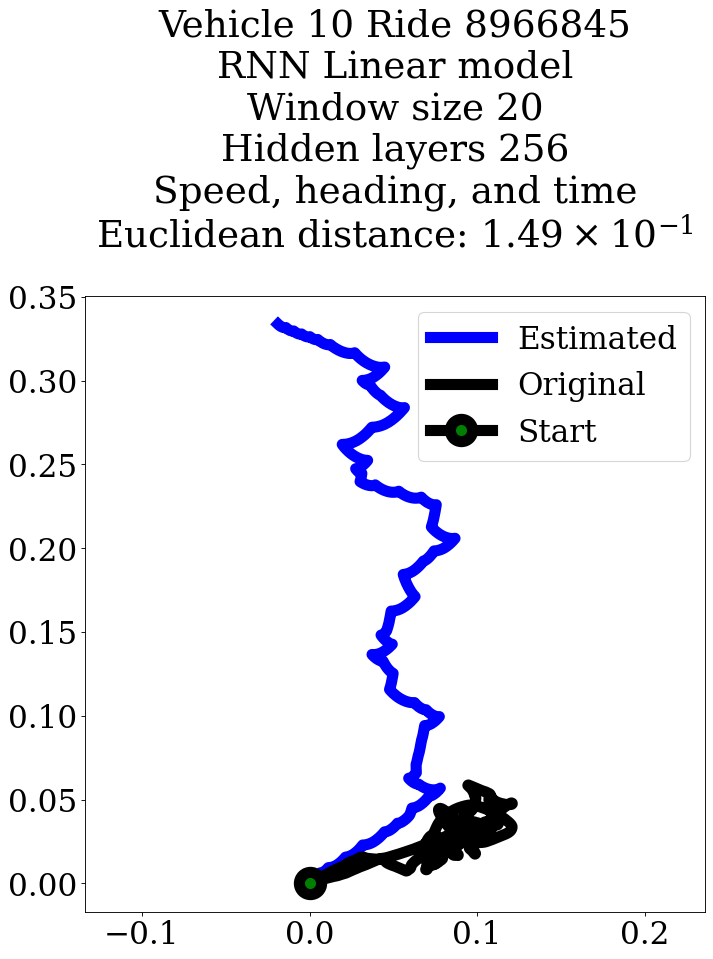 Vehicle 10 Ride 8966845
RNN Linear model
Window size 20
Hidden layers 256
Speed, heading, and time
Euclidean distance: 1.49 × 10⁻¹
0.35
0.30
0.25
0.20
0.15
0.10
0.05
0.00
Estimated
Original
Start
−0.1
0.0
0.1
0.2